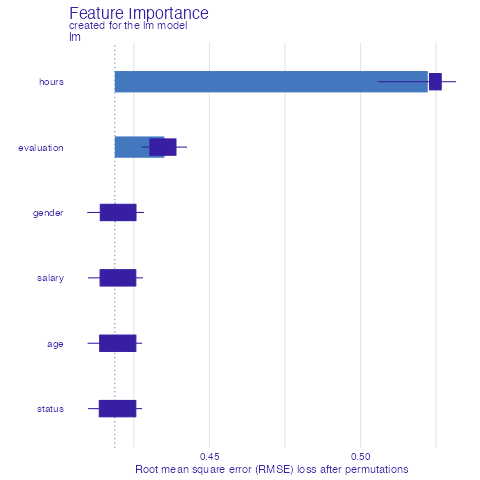 Feature Importance
created for the lm model
lm
hours
evaluation
gender
salary
age
status
0.45 0.50
Root mean square error (RMSE) loss after permutations